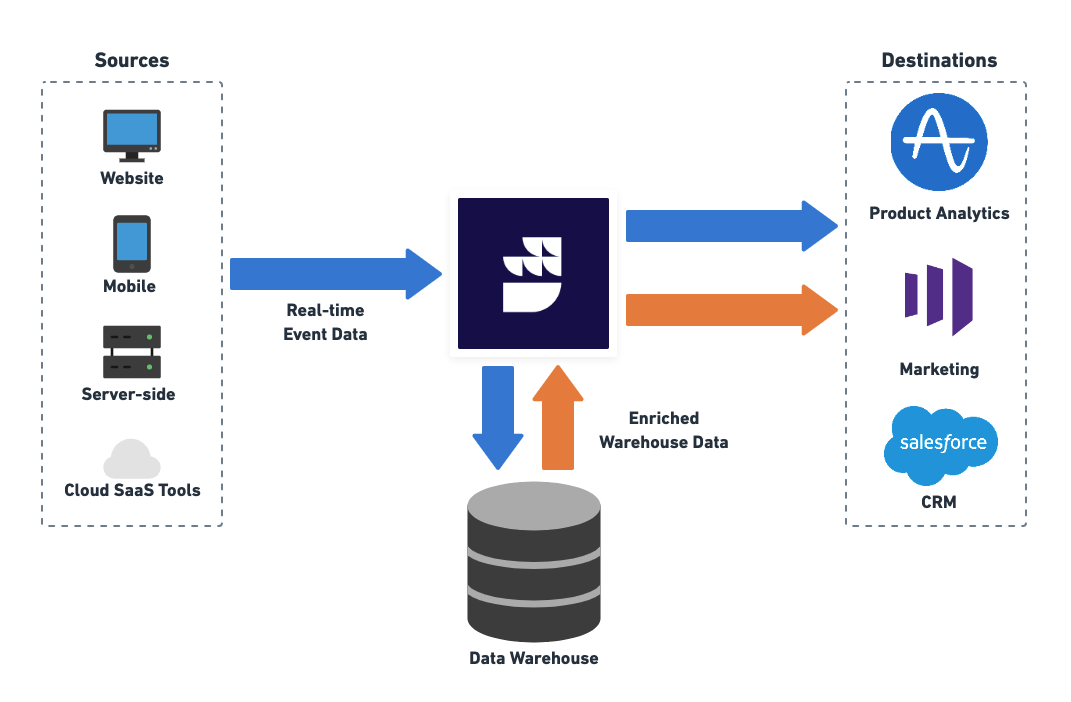 Sources
Website
Mobile
Server-side
Cloud SaaS Tools
Real-time
Event Data
Enriched
Warehouse Data
Data Warehouse
Destinations
Product Analytics
Marketing
salesforce
CRM